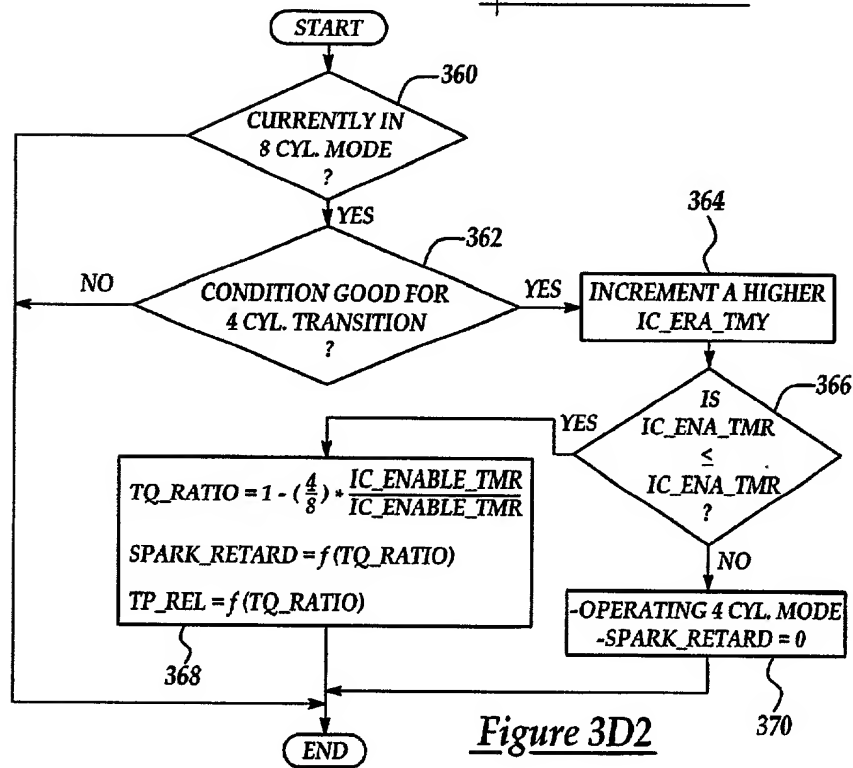 START
360
CURRENTLY IN
8 CYL. MODE
?
YES
362
364
NO
CONDITION GOOD FOR
4 CYL. TRANSITION
?
YES
INCREMENT A HIGHER
IC_ERA_TMY
366
IS
IC_ENA_TMR
≤
IC_ENA_TMR
?
YES
NO
TQ_RATIO = 1 - (4/8) * IC_ENABLE_TMR/IC_ENABLE_TMR
SPARK_RETARD = f (TQ_RATIO)
TP_REL = f (TQ_RATIO)
368
-OPERATING 4 CYL. MODE
-SPARK_RETARD = 0
370
END
Figure 3D2